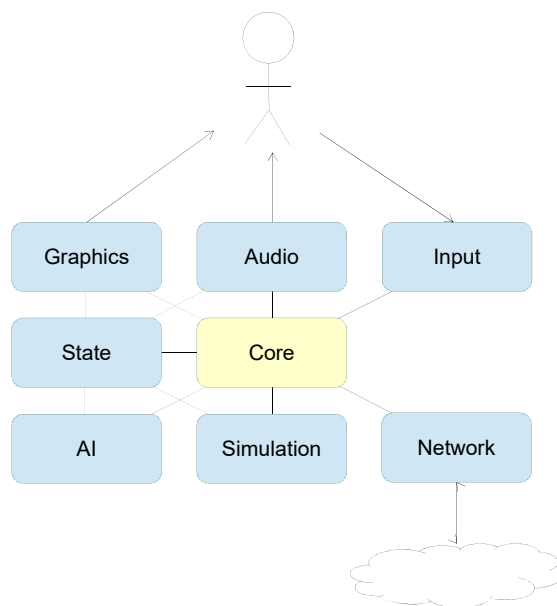 Graphics
Audio
Input
State
Core
AI
Simulation
Network